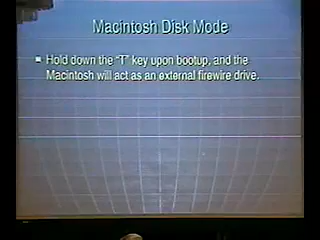 Macintosh Disk Mode
Hold down the "T" key upon bootup, and the
Macintosh will act as an external firewire drive.